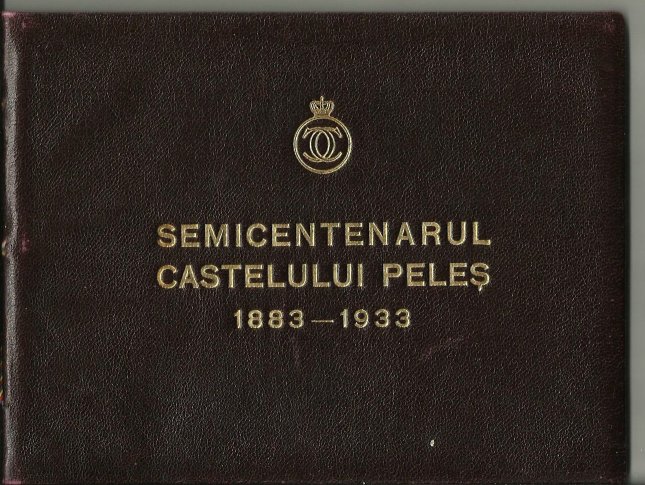 SEMICENTENARUL
CASTELULUI PELEȘ
1883—1933